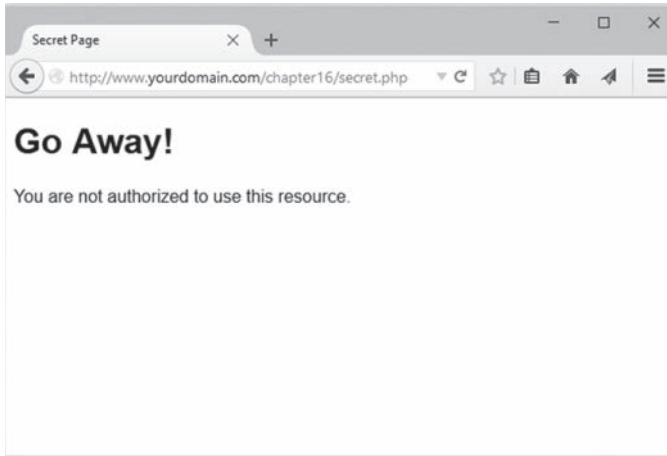 Secret Page
http://www.yourdomain.com/chapter16/secret.php
Go Away!
You are not authorized to use this resource.